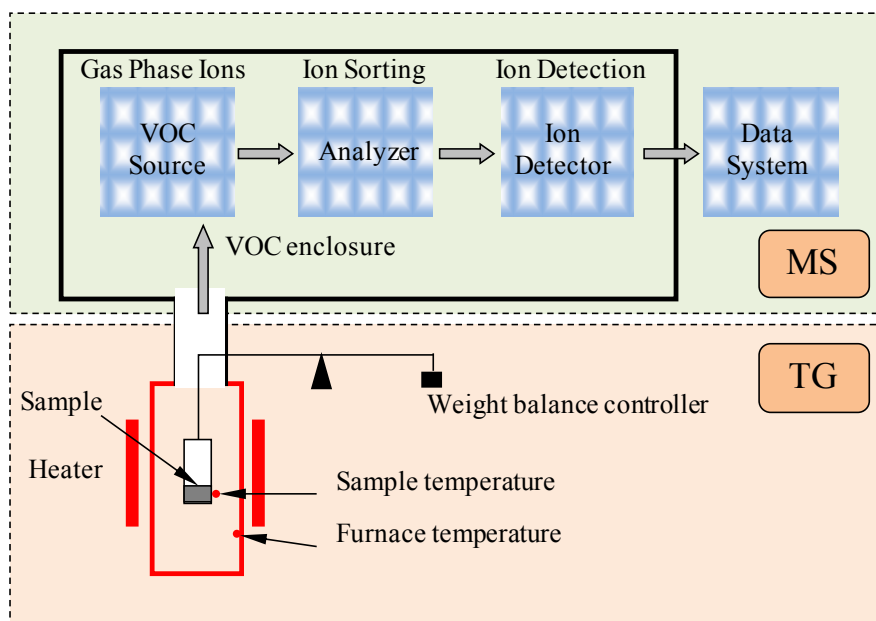 Gas Phase Ions
Ion Sorting
Ion Detection
VOC
Source
Analyzer
Ion
Detector
Data
System
VOC enclosure
MS
TG
Sample
Weight balance controller
Heater
Sample temperature
Furnace temperature